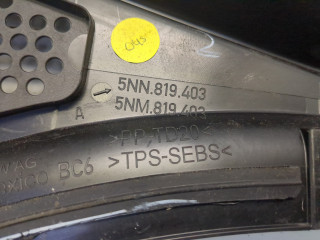 5NN.819.403
A 5NM.819.403
>PP-TD20<
BC6 >TPS-SEBS<